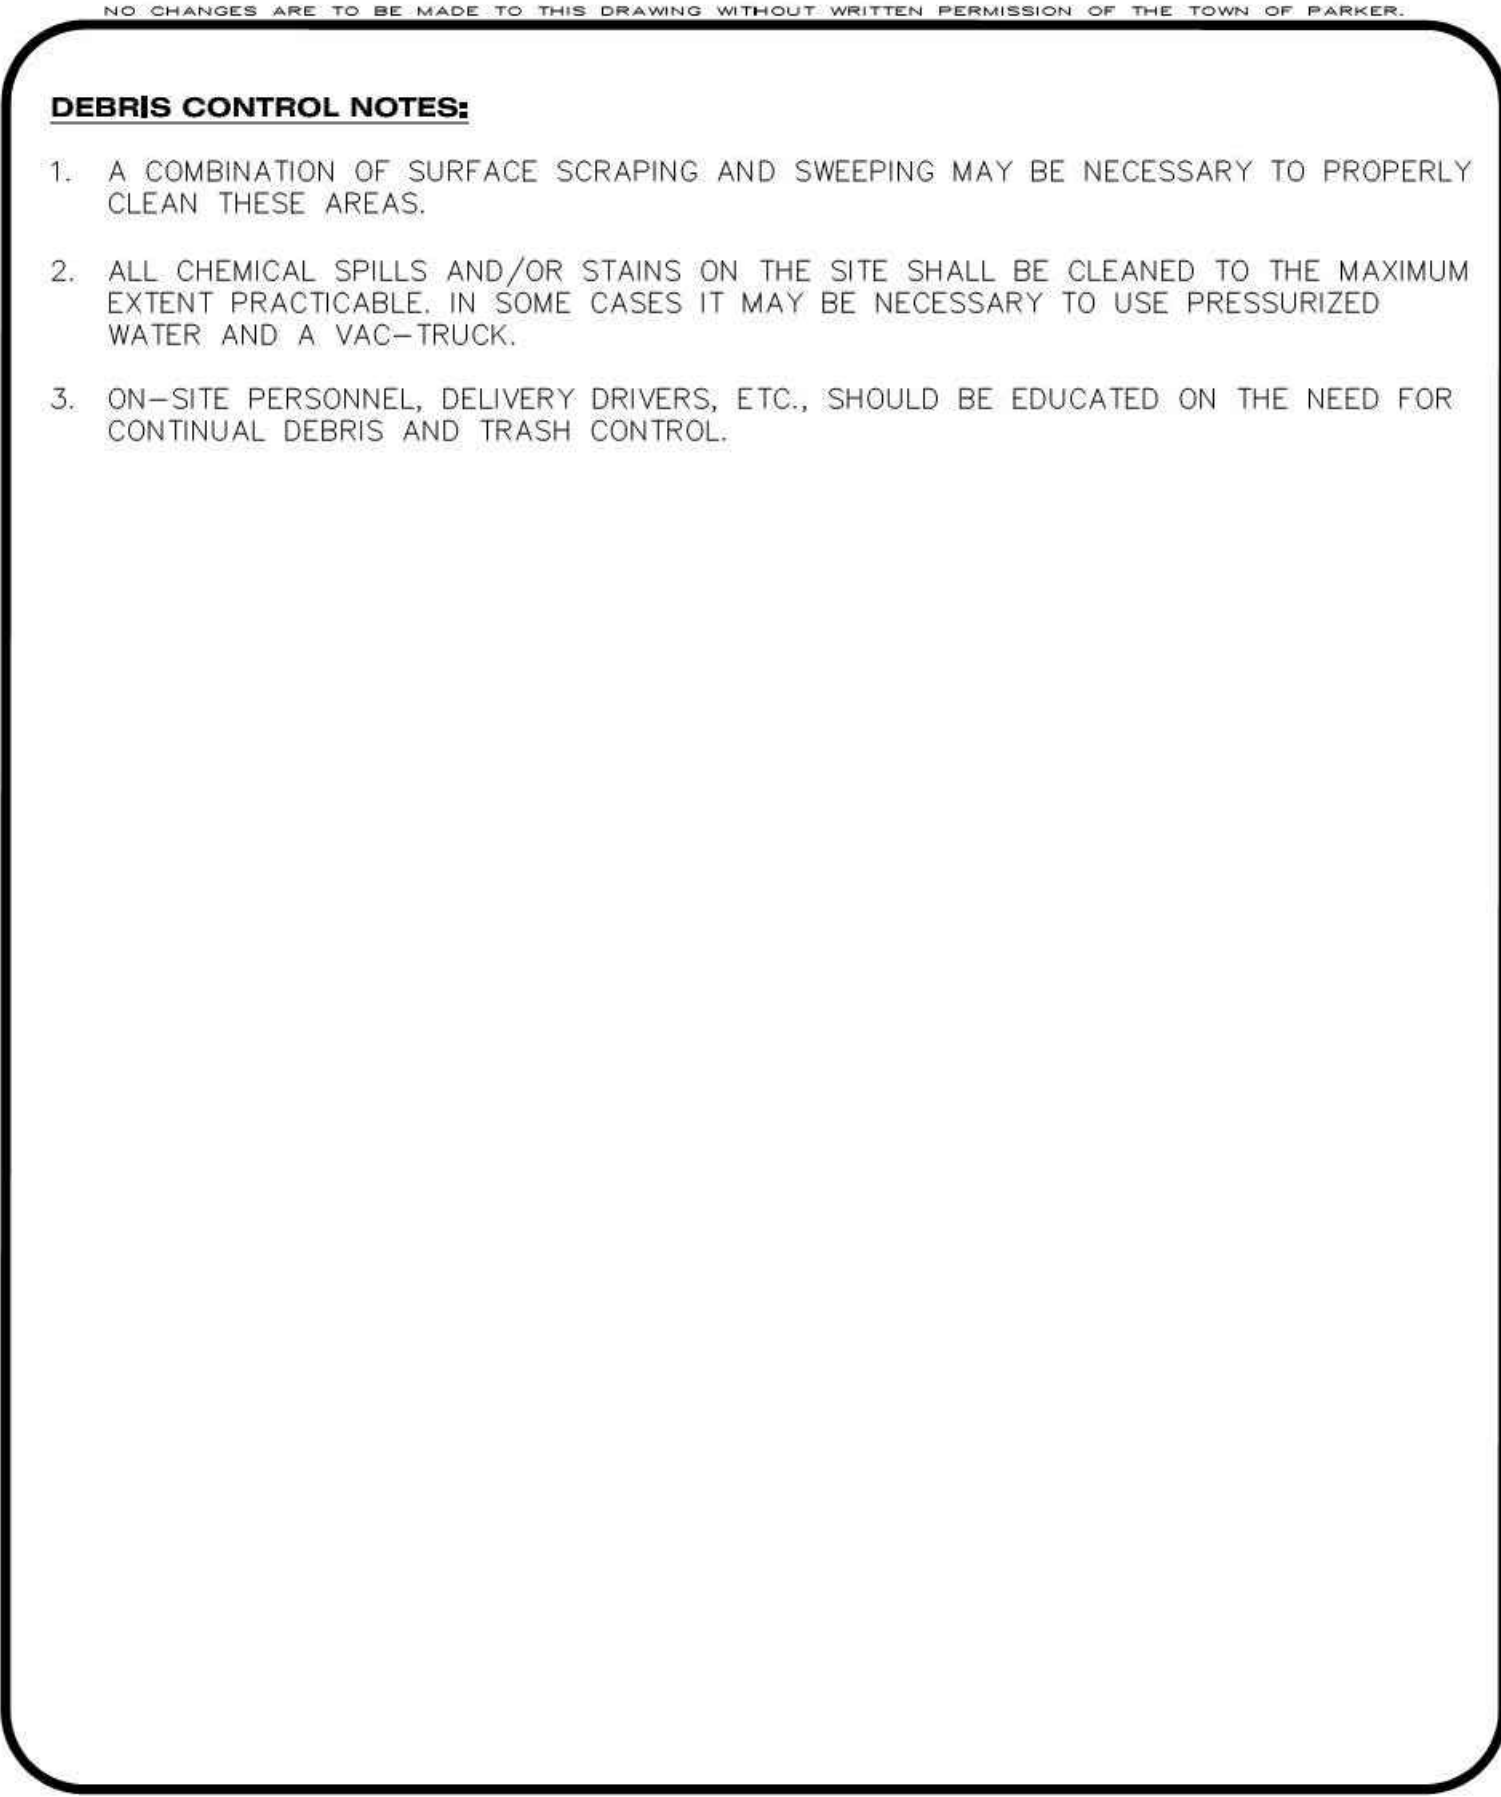 NO CHANGES ARE TO BE MADE TO THIS DRAWING WITHOUT WRITTEN PERMISSION OF THE TOWN OF PARKER.
DEBRIS CONTROL NOTES:
1. A COMBINATION OF SURFACE SCRAPING AND SWEEPING MAY BE NECESSARY TO PROPERLY
CLEAN THESE AREAS.
2. ALL CHEMICAL SPILLS AND/OR STAINS ON THE SITE SHALL BE CLEANED TO THE MAXIMUM
EXTENT PRACTICABLE. IN SOME CASES IT MAY BE NECESSARY TO USE PRESSURIZED
WATER AND A VAC-TRUCK.
3. ON-SITE PERSONNEL, DELIVERY DRIVERS, ETC., SHOULD BE EDUCATED ON THE NEED FOR
CONTINUAL DEBRIS AND TRASH CONTROL.